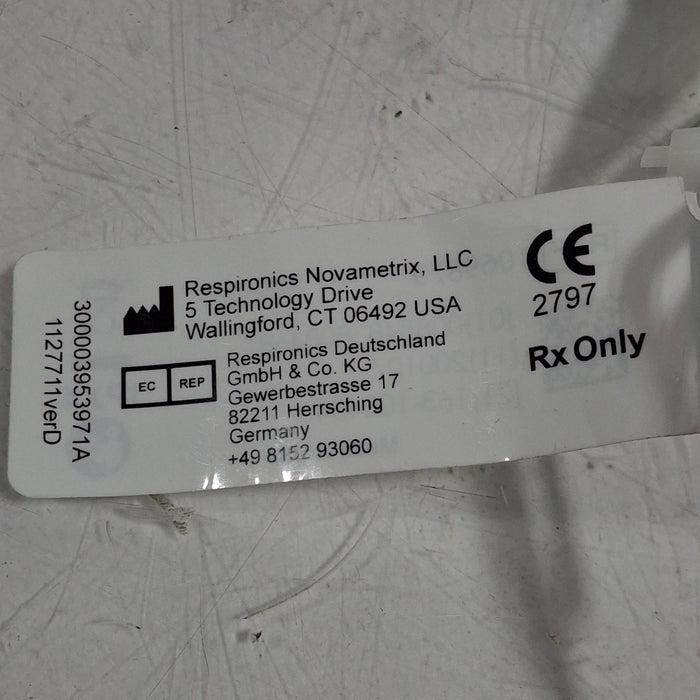 Respironics Novametrix, LLC
5 Technology Drive
Wallingford, CT 06492 USA
EC REP
Respironics Deutschland
GmbH & Co. KG
Gewerbestrasse 17
82211 Herrsching
Germany
+49 8152 93060
CE
2797
Rx Only
300003953971A
1127711verD